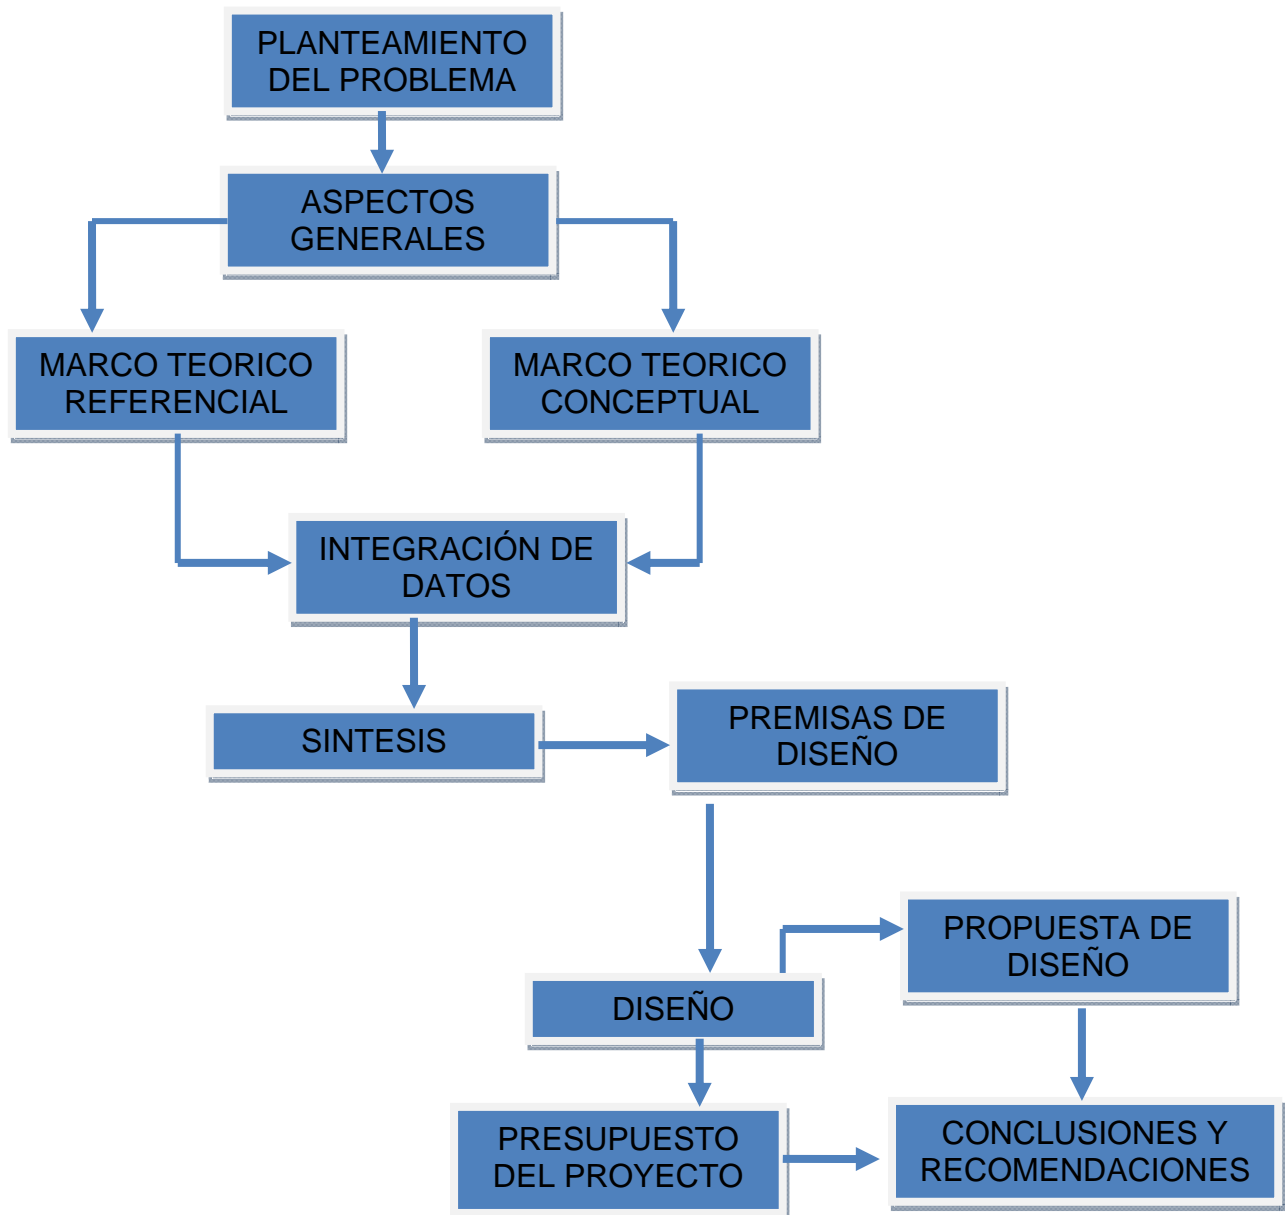 PLANTEAMIENTO
DEL PROBLEMA
ASPECTOS
GENERALES
MARCO TEORICO
REFERENCIAL
MARCO TEORICO
CONCEPTUAL
INTEGRACIÓN DE
DATOS
SINTESIS
PREMISAS DE
DISEÑO
PROPUESTA DE
DISEÑO
DISEÑO
PRESUPUESTO
DEL PROYECTO
CONCLUSIONES Y
RECOMENDACIONES